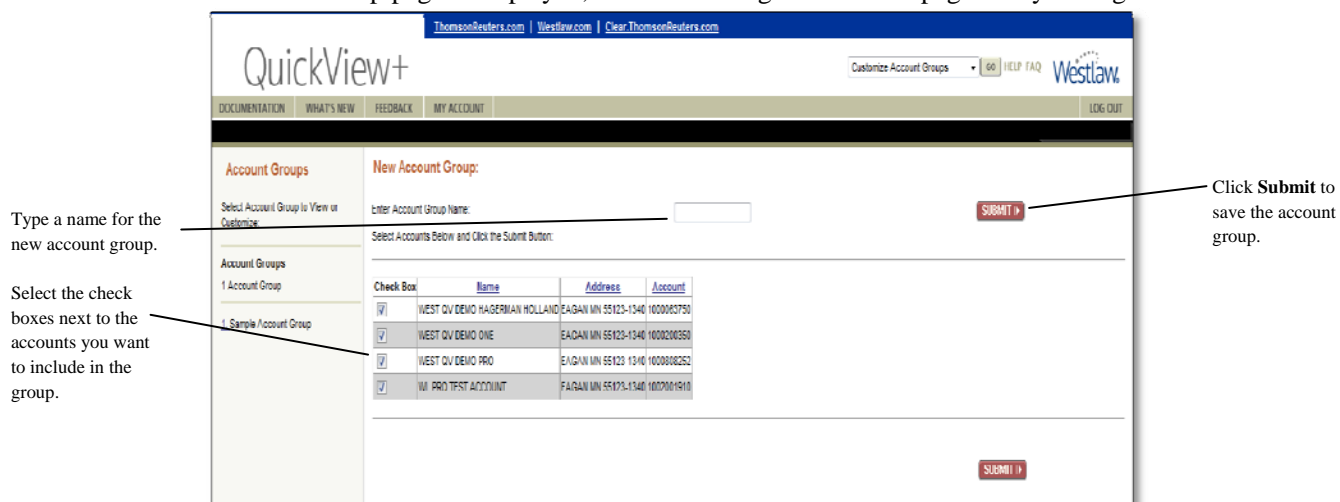 ThomsonReuters.com | Westlaw.com | Clear.ThomsonReuters.com
QuickView+
Customize Account Groups GO HELP FAQ Westlaw.
DOCUMENTATION WHAT'S NEW FEEDBACK MY ACCOUNT LOG OUT
Account Groups
Select Account Group to View or
Customize:
Account Groups
1 Account Group
1. Sample Account Group
New Account Group:
Enter Account Group Name:
SUBMIT
Select Accounts Below and Click the Submit Button:
Check Box Name Address Account
WEST QV DEMO HAGERMAN HOLLAND EAGAN MN 55123-1340 1000063750
WEST QV DEMO ONE EAGAN MN 55123-1340 1000200350
WEST QV DEMO PRO EAGAN MN 55123-1340 1000808252
WL PRO TEST ACCOUNT EAGAN MN 55123-1340 1002001910
SUBMIT
Type a name for the
new account group.
Select the check
boxes next to the
accounts you want
to include in the
group.
Click Submit to
save the account
group.